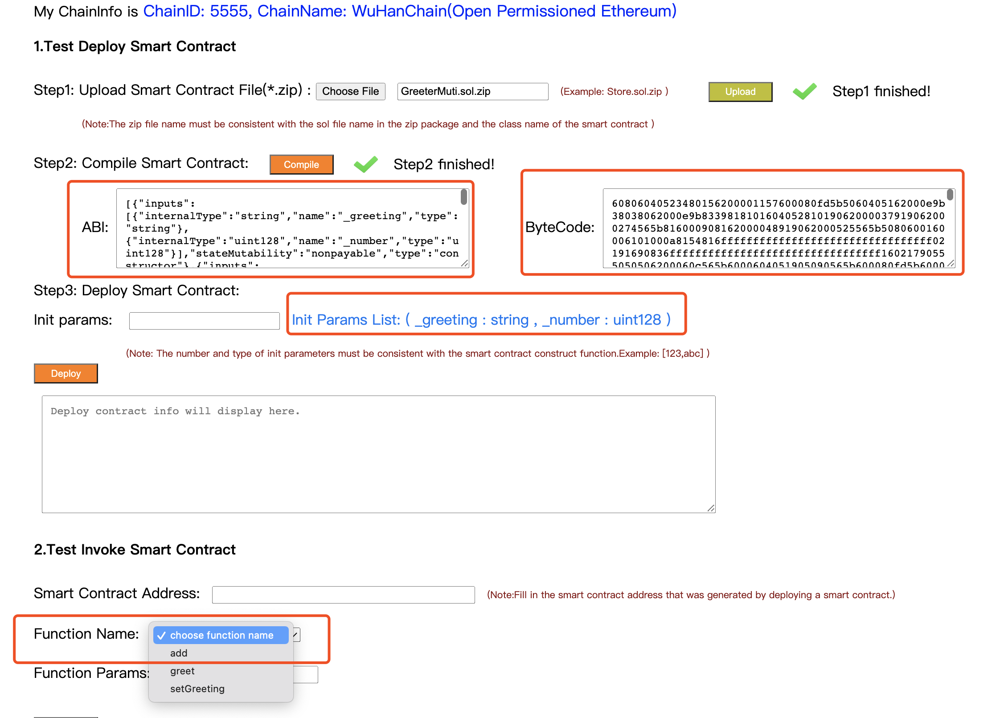 My ChainInfo is ChainID: 5555, ChainName: WuHanChain(Open Permissioned Ethereum)
1.Test Deploy Smart Contract
Step1: Upload Smart Contract File(*.zip) : Choose File GreeterMuti.sol.zip (Example: Store.sol.zip ) Upload Step1 finished!
(Note:The zip file name must be consistent with the sol file name in the zip package and the class name of the smart contract )
Step2: Compile Smart Contract: Compile Step2 finished!
ABI:
[{"inputs":
[{"internalType":"string","name":"_greeting","type":
"string"},
{"internalType":"uint128","name":"_number","type":"u
int128"}],"stateMutability":"nonpayable","type":"con
structor"},{"inputs":
ByteCode:
608060405234801562000001157600080fd5b5060405162000e9b
38038062000e9b83398181016040528101906200003791906200
0274565b816000908162000048919062000525565b5080600160
006101000a8154816fffffffffffffffffffffffffffffffff02
191690836fffffffffffffffffffffffffffffffff1602179055
5050506200060c565b6000604051905090565b600080fd5b6000
Step3: Deploy Smart Contract:
Init params: Init Params List: ( _greeting : string , _number : uint128 )
(Note: The number and type of init parameters must be consistent with the smart contract construct function.Example: [123,abc] )
Deploy
Deploy contract info will display here.
2.Test Invoke Smart Contract
Smart Contract Address: (Note:Fill in the smart contract address that was generated by deploying a smart contract.)
Function Name: choose function name
add
greet
Function Params:
setGreeting